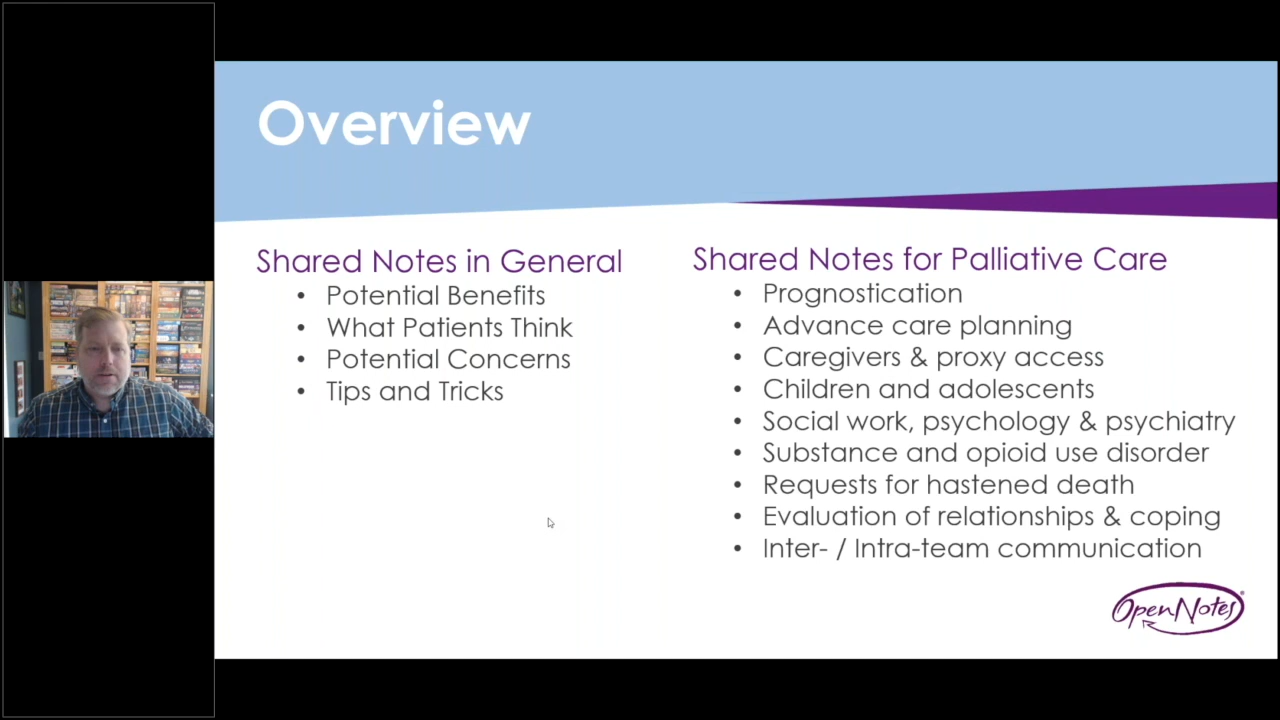 Overview
Shared Notes in General
• Potential Benefits
• What Patients Think
• Potential Concerns
• Tips and Tricks
Shared Notes for Palliative Care
• Prognostication
• Advance care planning
• Caregivers & proxy access
• Children and adolescents
• Social work, psychology & psychiatry
• Substance and opioid use disorder
• Requests for hastened death
• Evaluation of relationships & coping
• Inter- / Intra-team communication
OpenNotes®